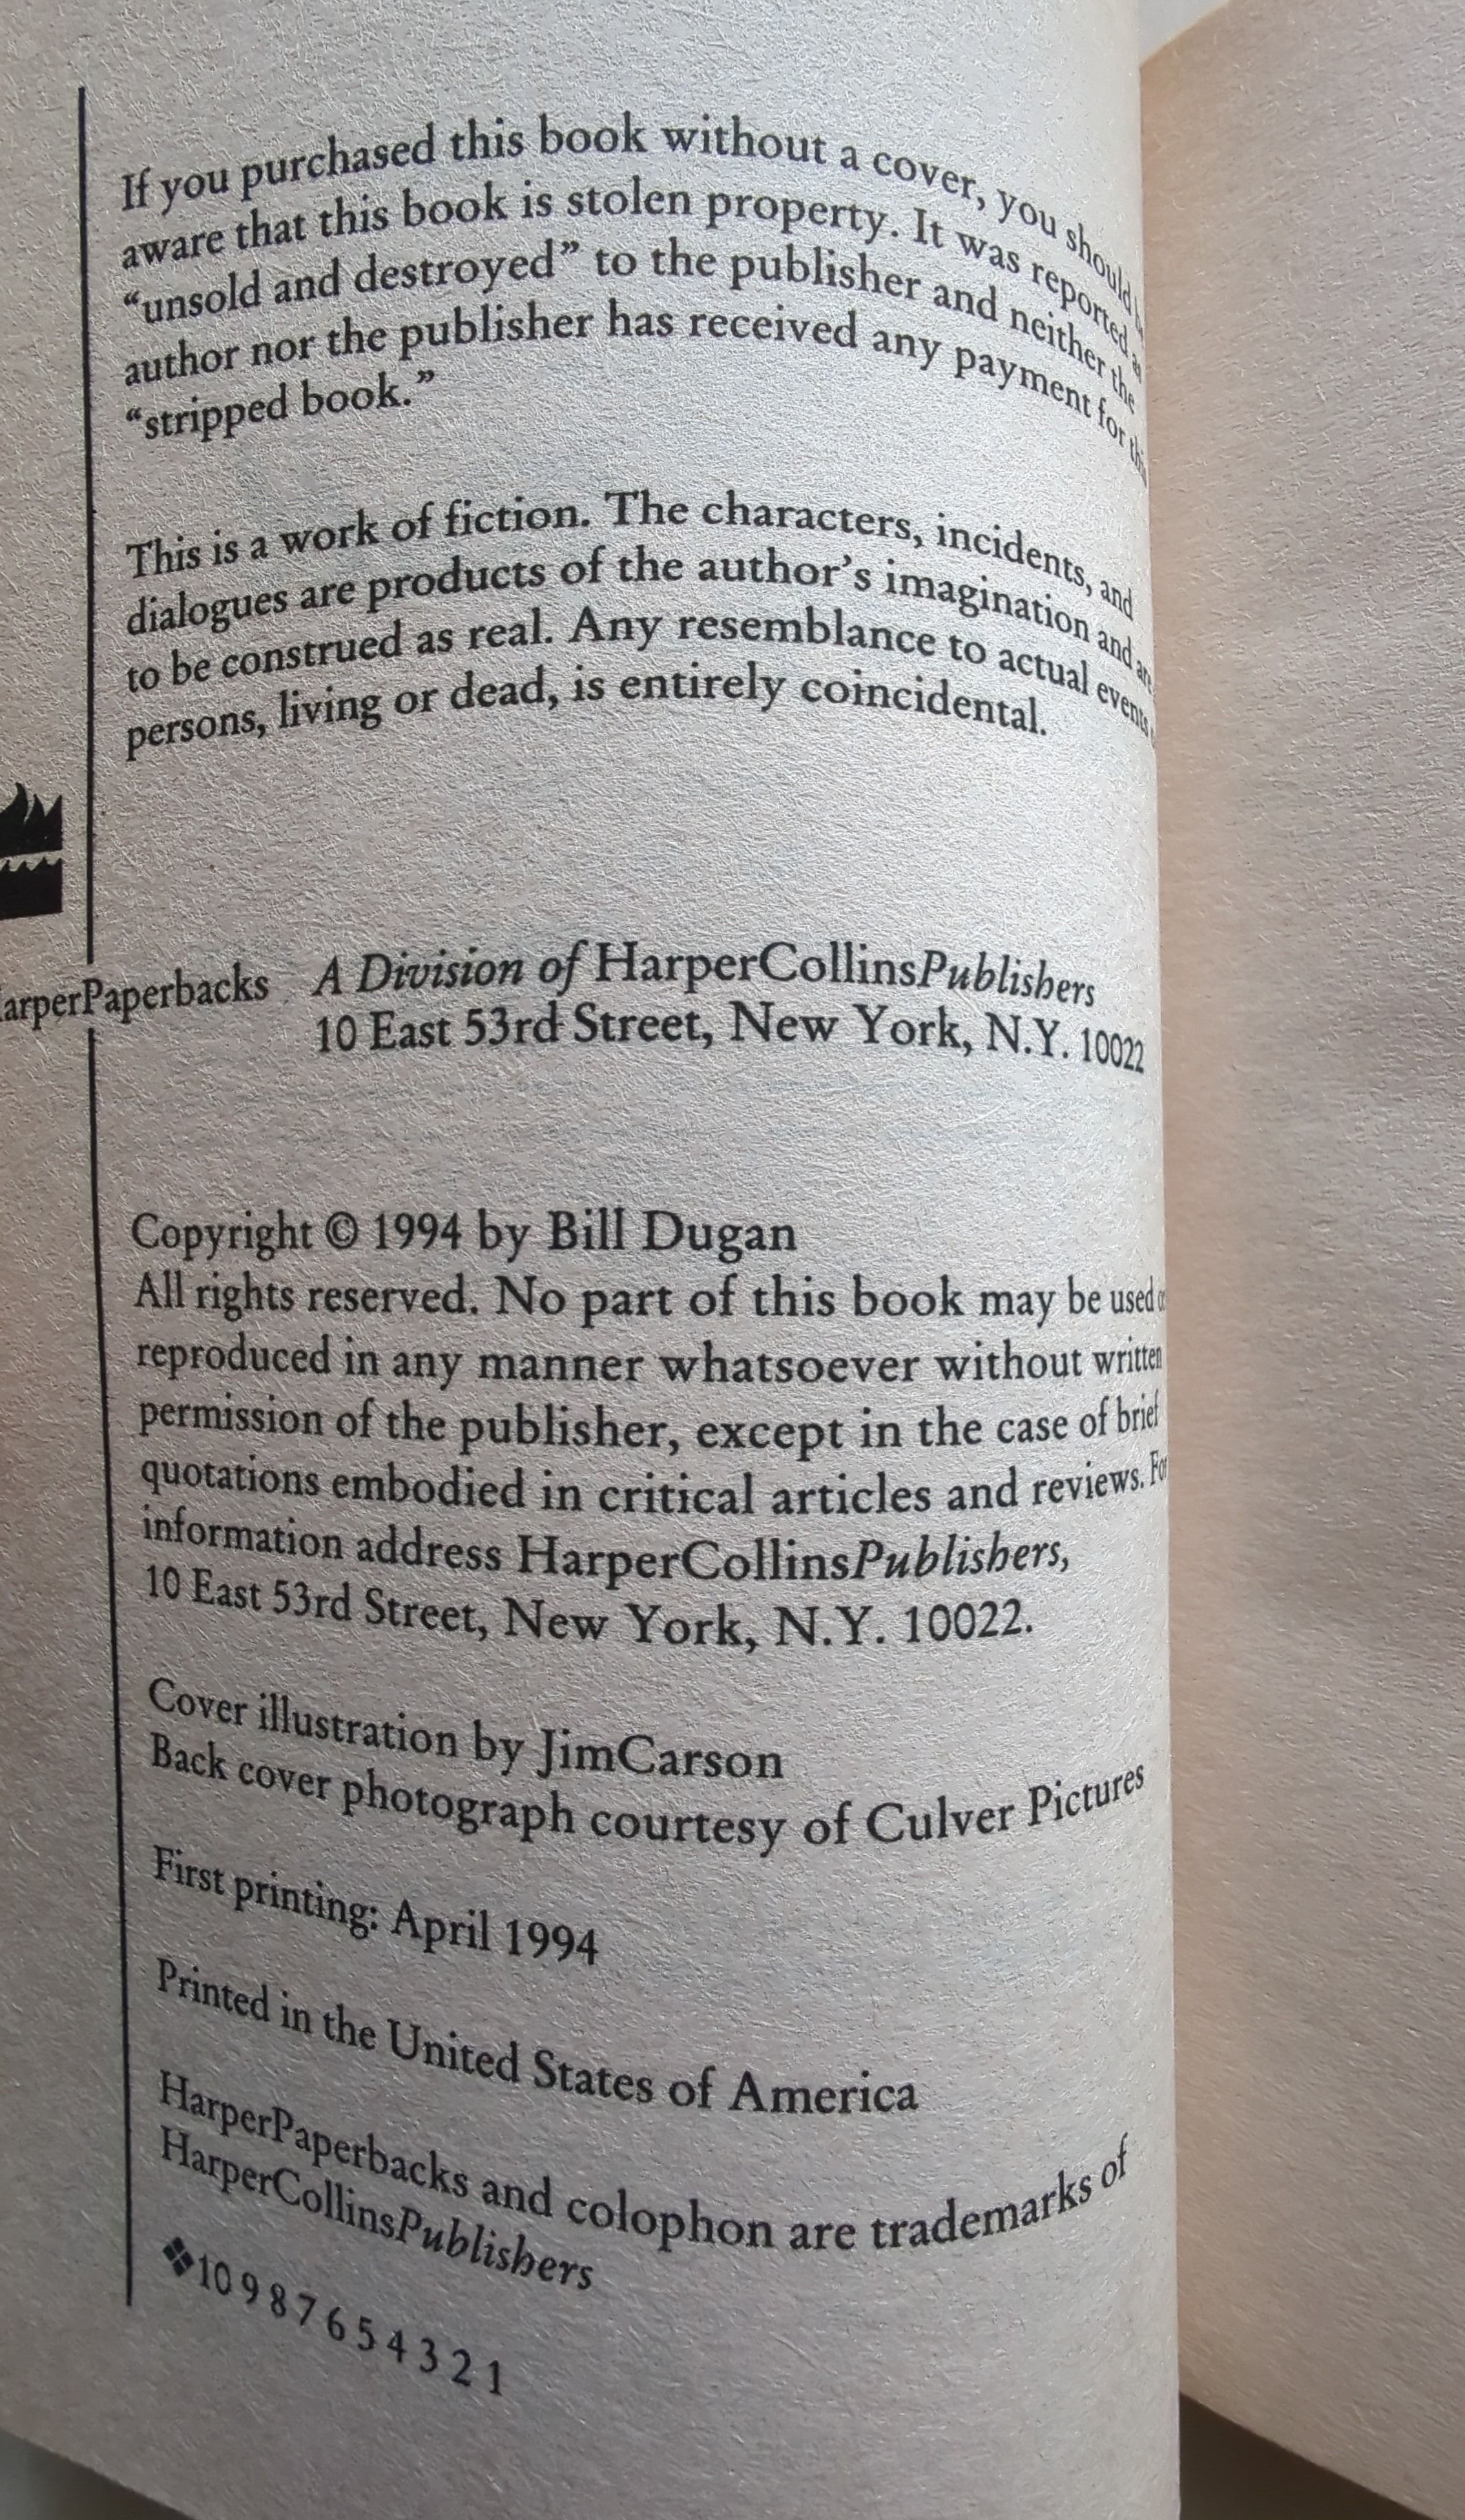 If you purchased this book without a cover, you should
aware that this book is stolen property. It was reported
“unsold and destroyed” to the publisher and neither the
author nor the publisher has received any payment for this
“stripped book.”
This is a work of fiction. The characters, incidents, and
dialogues are products of the author’s imagination and are
to be construed as real. Any resemblance to actual events
persons, living or dead, is entirely coincidental.
arperPaperbacks A Division of HarperCollinsPublishers
10 East 53rd Street, New York, N.Y. 10022
Copyright © 1994 by Bill Dugan
All rights reserved. No part of this book may be used or
reproduced in any manner whatsoever without written
permission of the publisher, except in the case of brief
quotations embodied in critical articles and reviews. For
information address HarperCollinsPublishers,
10 East 53rd Street, New York, N.Y. 10022.
Cover illustration by JimCarson
Back cover photograph courtesy of Culver Pictures
First printing: April 1994
Printed in the United States of America
HarperPaperbacks and colophon are trademarks of
HarperCollinsPublishers
❖10 9 8 7 6 5 4 3 2 1